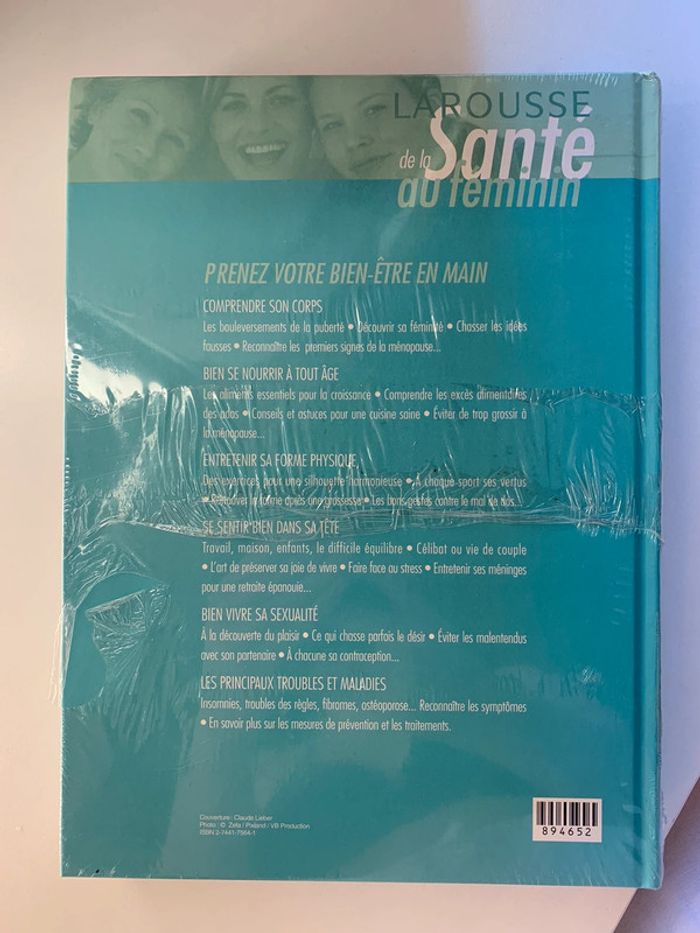 LAROUSSE
de la Santé
au féminin
PRENEZ VOTRE BIEN-ÊTRE EN MAIN
COMPRENDRE SON CORPS
Les bouleversements de la puberté • Découvrir sa féminité • Chasser les idées
fausses • Reconnaître les premiers signes de la ménopause...
BIEN SE NOURRIR À TOUT ÂGE
Les aliments essentiels pour la croissance • Comprendre les excès alimentaires
des ados • Conseils et astuces pour une cuisine saine • Éviter de trop grossir à
la ménopause...
ENTRETENIR SA FORME PHYSIQUE
Des exercices pour une silhouette harmonieuse • À chaque sport ses vertus
• Retrouver la forme après une grossesse • Les bons gestes contre le mal de dos...
SE SENTIR BIEN DANS SA TÊTE
Travail, maison, enfants, le difficile équilibre • Célibat ou vie de couple
• L'art de préserver sa joie de vivre • Faire face au stress • Entretenir ses méninges
pour une retraite épanouie...
BIEN VIVRE SA SEXUALITÉ
À la découverte du plaisir • Ce qui chasse parfois le désir • Éviter les malentendus
avec son partenaire • À chacune sa contraception...
LES PRINCIPAUX TROUBLES ET MALADIES
Insomnies, troubles des règles, fibromes, ostéoporose... Reconnaître les symptômes
• En savoir plus sur les mesures de prévention et les traitements.
Couverture : Claude Lieber
Photo : © Zefa / Pixland / VB Production
ISBN 2-7441-7564-1
894652